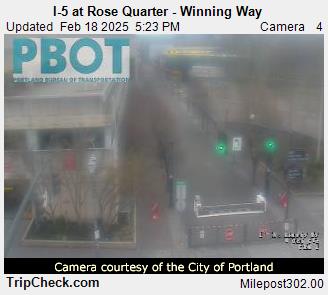 I-5 at Rose Quarter - Winning Way
Updated Feb 18 2025 5:23 PM Camera 4
PBOT
PORTLAND BUREAU OF TRANSPORTATION
Camera courtesy of the City of Portland
TripCheck.com Milepost302.00